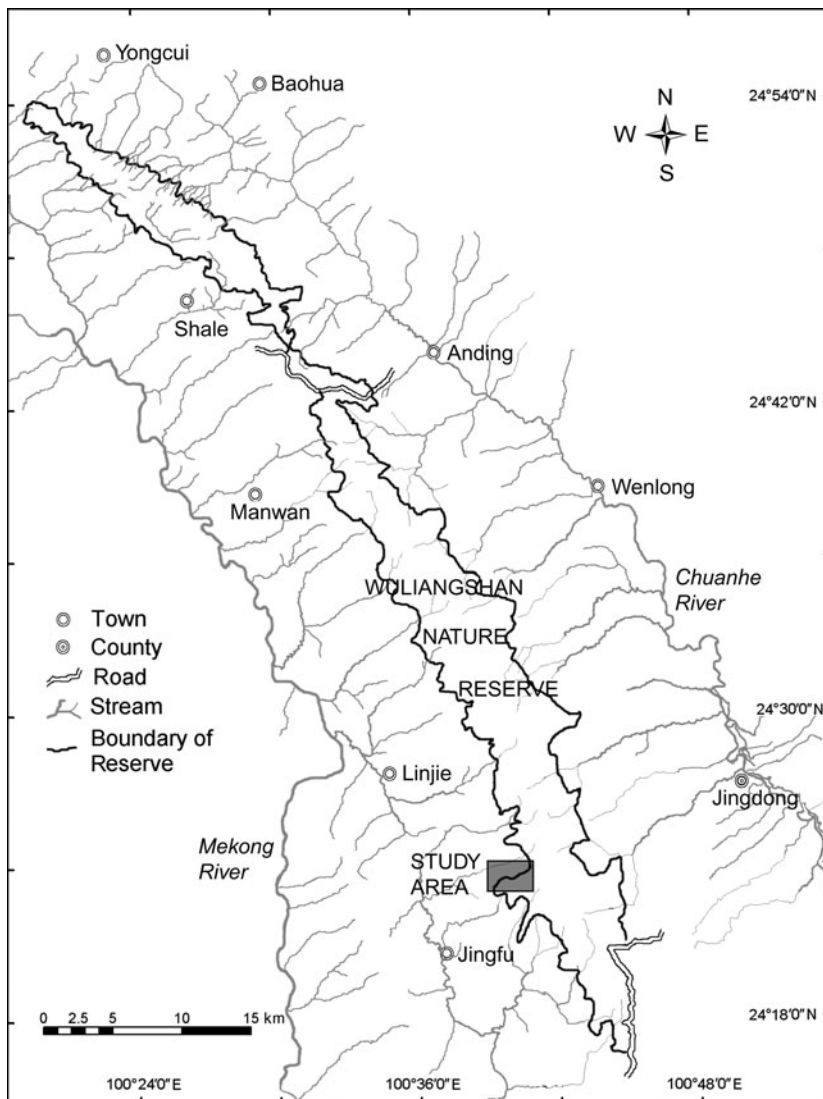 Yongcui
Baohua
24°54′0″N
N
W E
S
Shale
Anding
24°42′0″N
Manwan
Wenlong
WULIANGSHAN
NATURE
RESERVE
Chuanhe
River
Town
County
Road
Stream
Boundary of
Reserve
24°30′0″N
Linjie
Jingdong
Mekong
River
STUDY
AREA
Jingfu
0 2.5 5 10 15 km
24°18′0″N
100°24′0″E 100°36′0″E 100°48′0″E